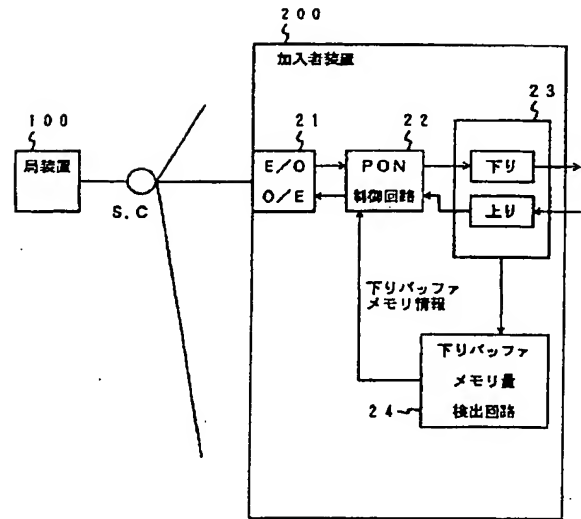 200
加入者装置
100
局装置
S.C
21
E/O
O/E
22
PON
制御回路
23
下り
上り
下りバッファ
メモリ情報
下りバッファ
メモリ量
検出回路
24